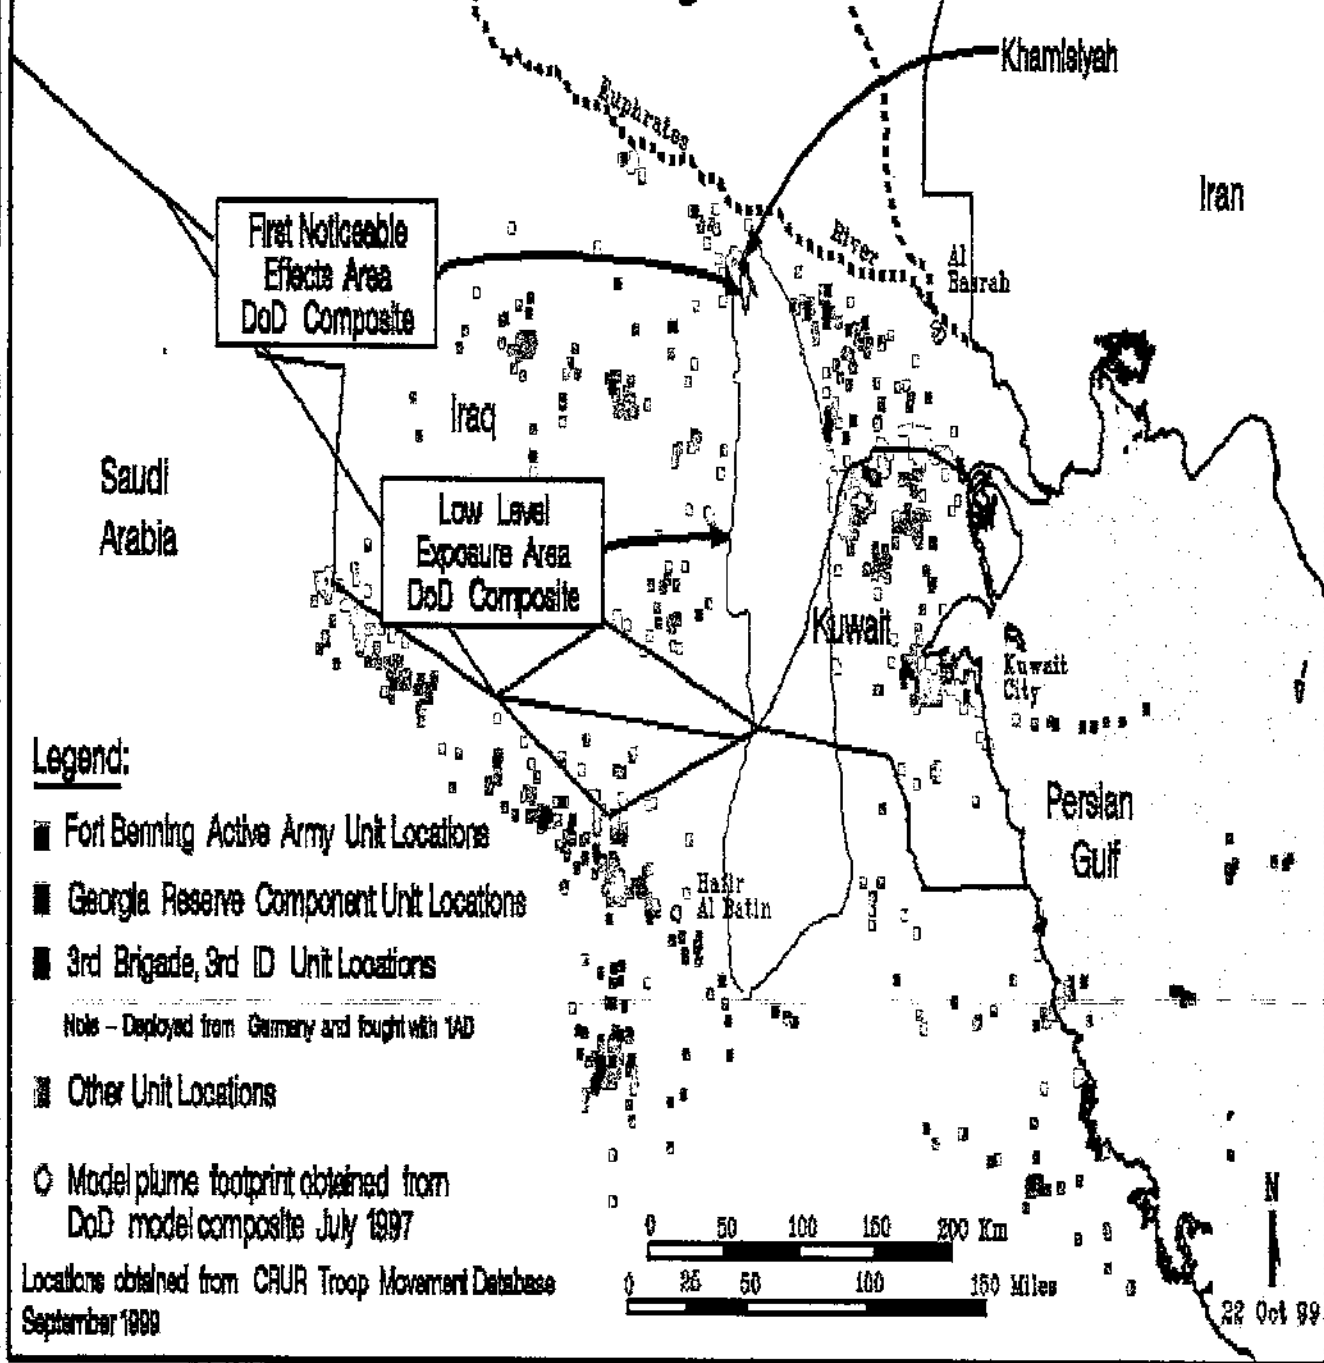 Khamisiyah
Euphrates
River
Iran
First Noticeable
Effects Area
DoD Composite
Al
Basrah
Iraq
Saudi
Arabia
Low Level
Exposure Area
DoD Composite
Kuwait
Kuwait
City
Persian
Gulf
Hafir
Al Batin
Legend:
Fort Benning Active Army Unit Locations
Georgia Reserve Component Unit Locations
3rd Brigade, 3rd ID Unit Locations
Note – Deployed from Germany and fought with 1AD
Other Unit Locations
Model plume footprint obtained from
DoD model composite July 1997
Locations obtained from CRUR Troop Movement Database
September 1999
0 50 100 150 200 Km
0 25 50 100 150 Miles
N
22 Oct 99